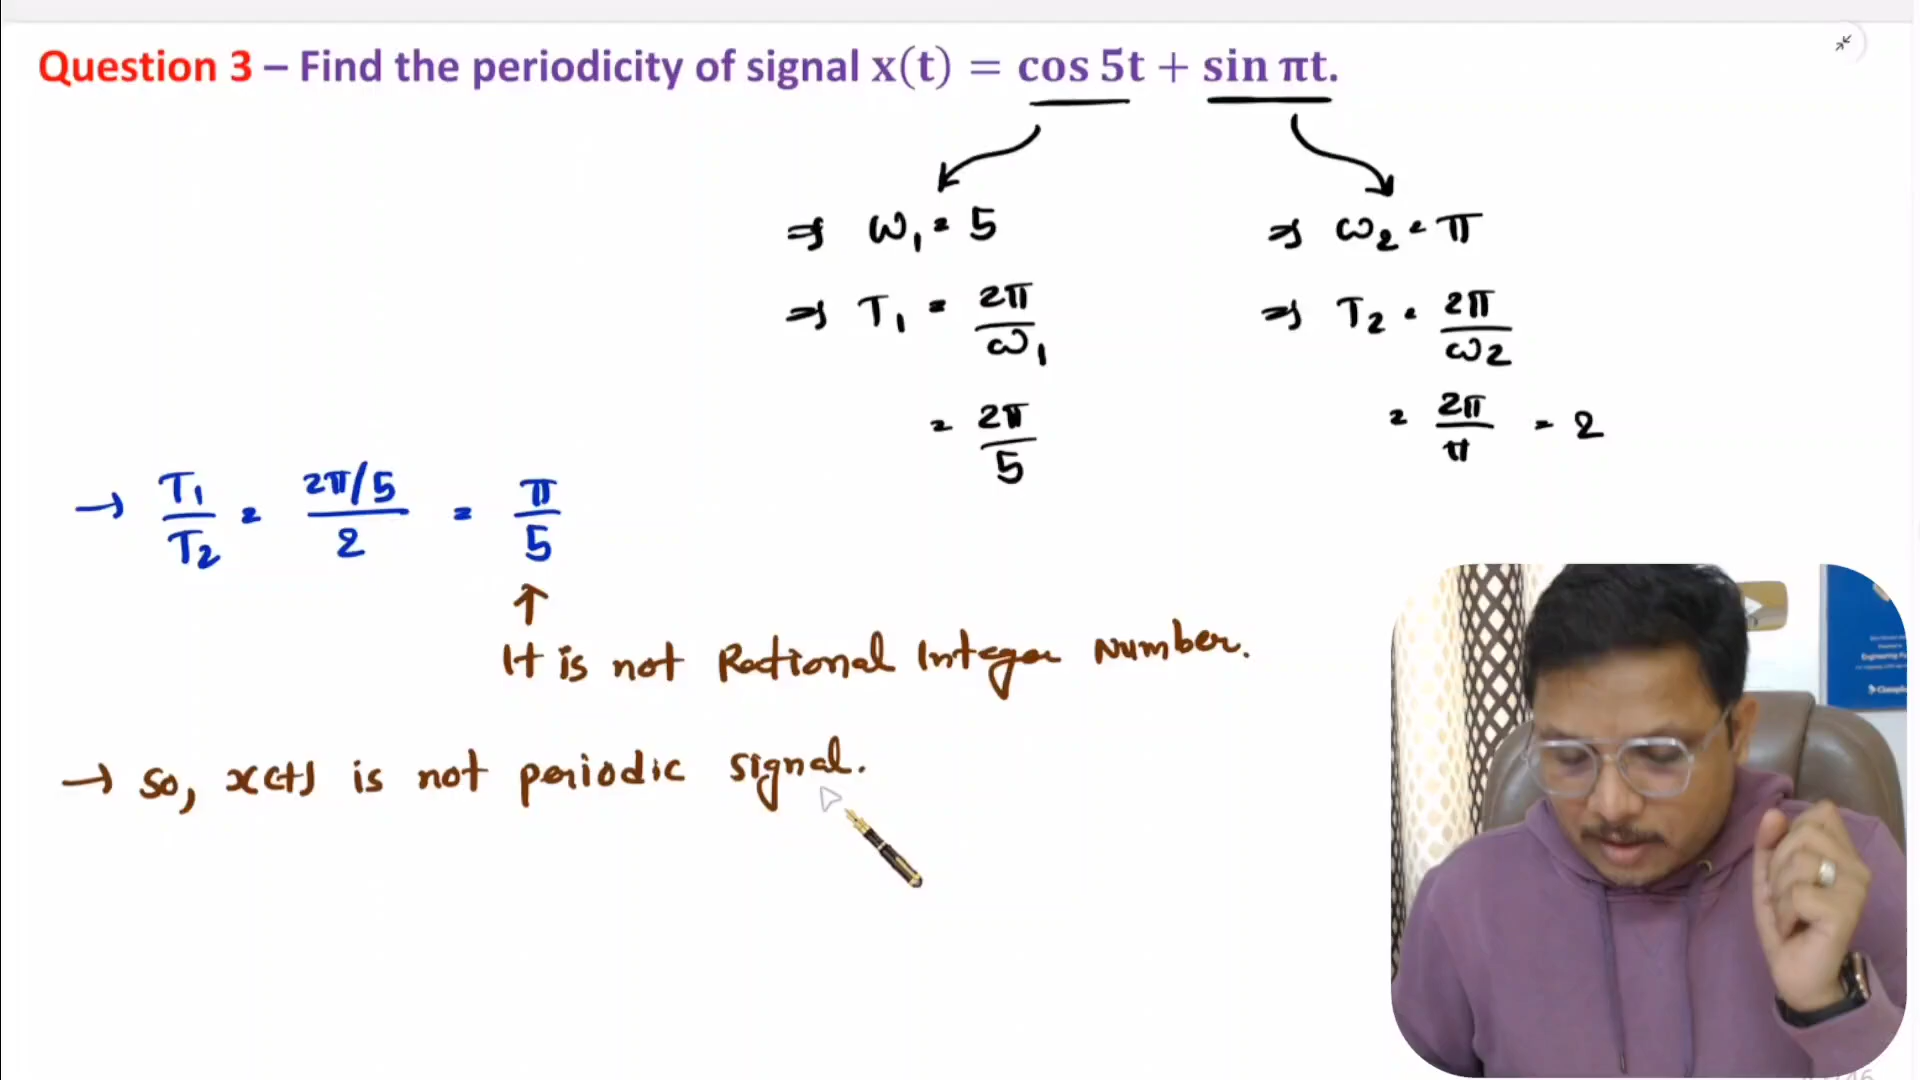 Question 3 – Find the periodicity of signal x(t) = cos 5t + sin πt.
⇒ ω₁ = 5
⇒ T₁ = 2π/ω₁
= 2π/5
⇒ ω₂ = π
⇒ T₂ = 2π/ω₂
= 2π/π = 2
→ T₁/T₂ = (2π/5)/2 = π/5
↑
It is not Rational Integer Number.
→ so, x(t) is not periodic signal.